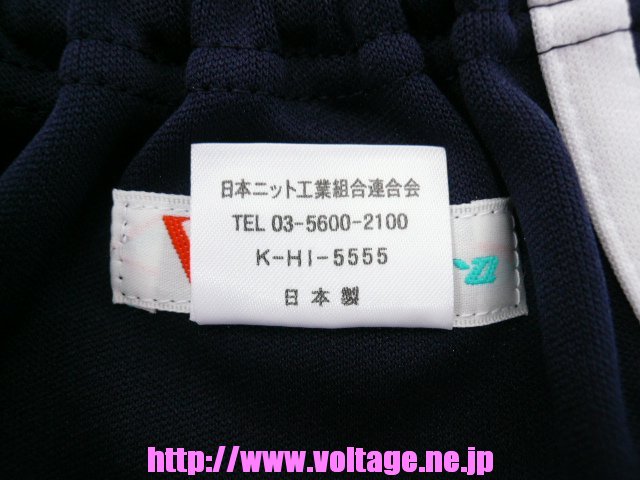 日本ニット工業組合連合会
TEL 03-5600-2100
K-HI-5555
日本製
http://www.voltage.ne.jp